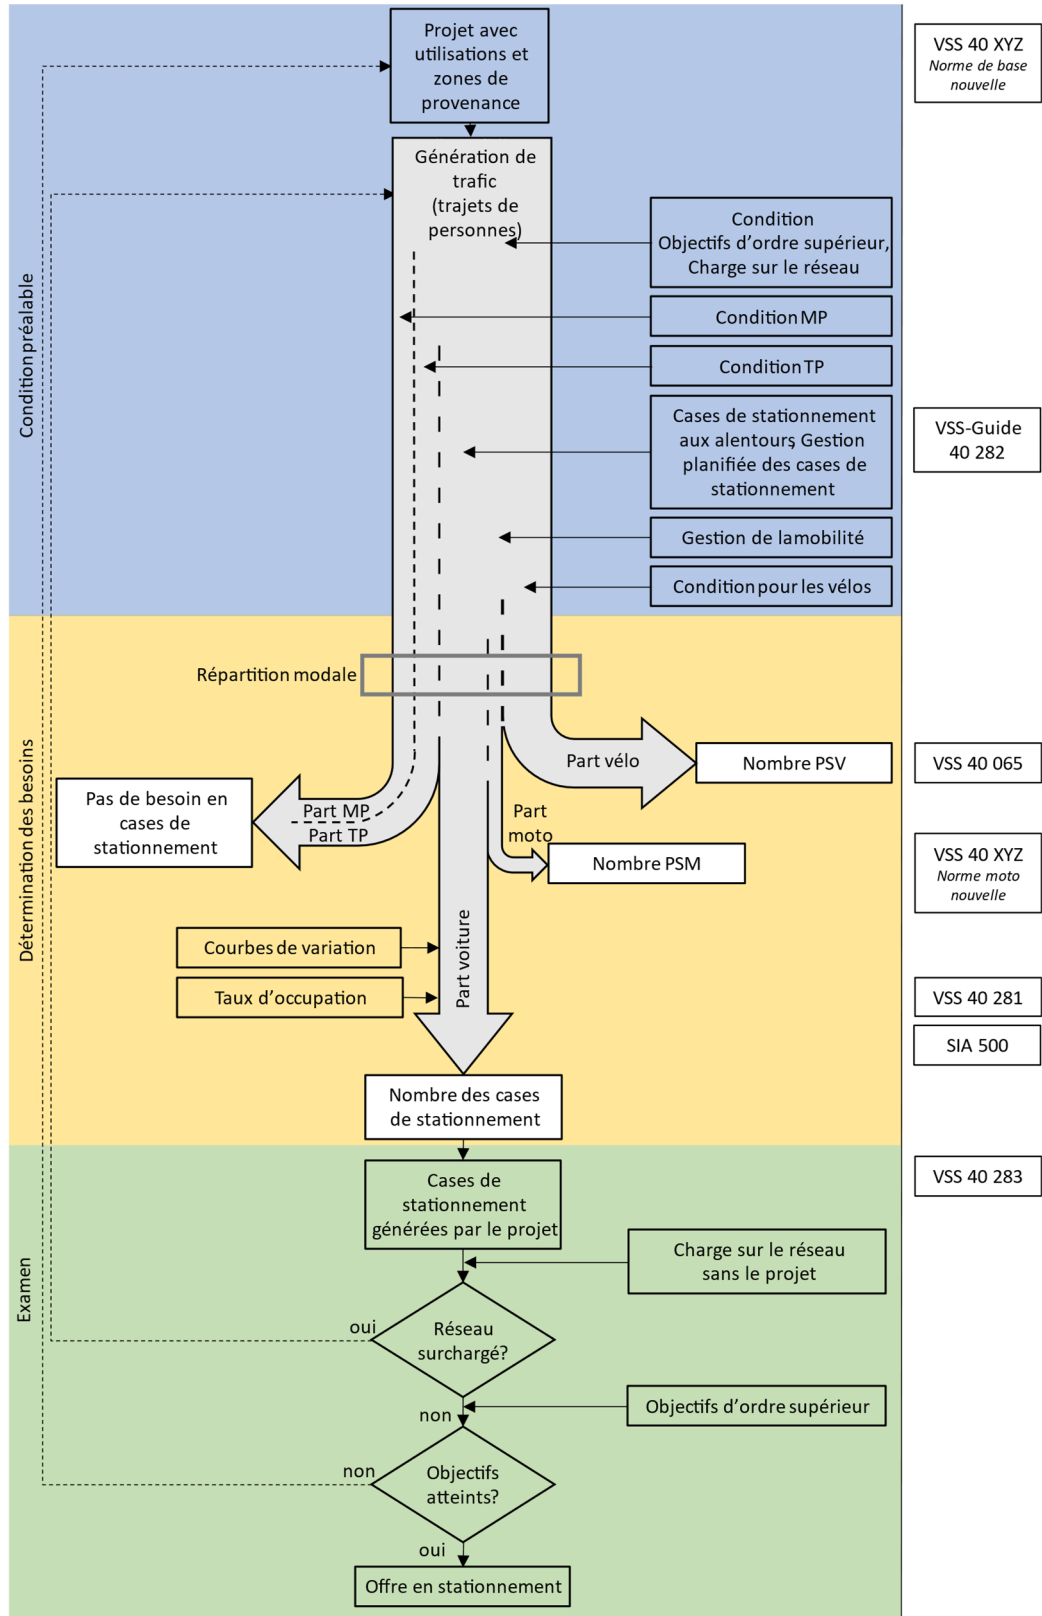 Projet avec
utilisations et
zones de
provenance
VSS 40 XYZ
Norme de base
nouvelle
Génération de
trafic
(trajets de
personnes)
Condition
Objectifs d'ordre supérieur,
Charge sur le réseau
Condition MP
Condition TP
Cases de stationnement
aux alentours, Gestion
planifiée des cases de
stationnement
VSS-Guide
40 282
Gestion de lamobilité
Condition pour les vélos
Condition préalable
Répartition modale
Part vélo
Nombre PSV
VSS 40 065
Pas de besoin en
cases de
stationnement
Part MP
Part TP
Part
moto
Nombre PSM
VSS 40 XYZ
Norme moto
nouvelle
Détermination des besoins
Courbes de variation
Taux d'occupation
Part voiture
VSS 40 281
SIA 500
Nombre des cases
de stationnement
Cases de
stationnement
générées par le projet
VSS 40 283
Charge sur le réseau
sans le projet
Examen
oui
Réseau
surchargé?
non
Objectifs d'ordre supérieur
non
Objectifs
atteints?
oui
Offre en stationnement